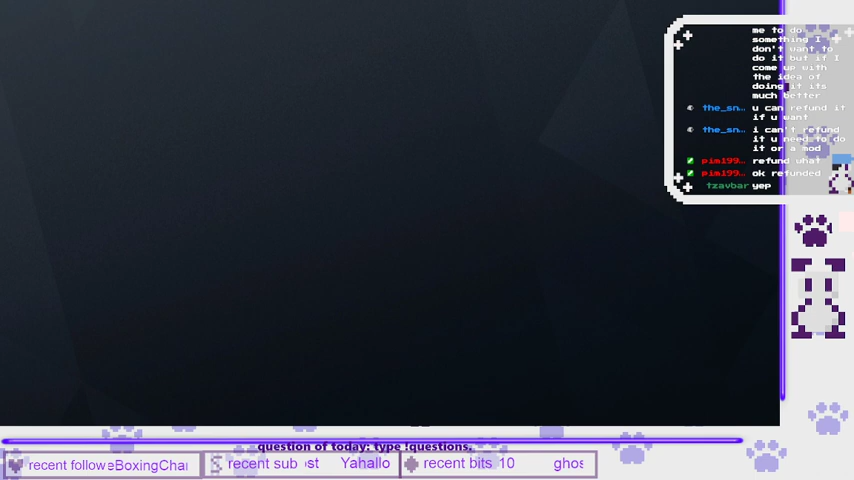 me to do
something I
don't want to
do it but if I
come up with
the idea of
doing it its
much better
the_sn… u can refund it
if u want
the_sn… i can't refund
it u need to do
it or a mod
pim199… refund what
pim199… ok refunded
tzavbar yep
question of today: type !questions.
recent follow eBoxingChar
recent sub st Yahallo
recent bits 10 ghos